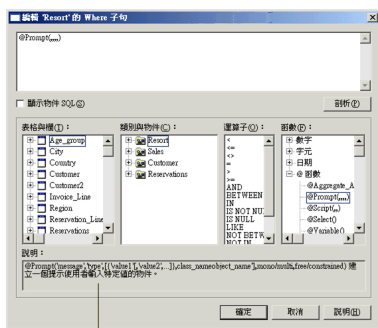 編輯 'Resort' 的 Where 子句
@Prompt(,,,,)
顯示物件 SQL(S)
剖析(P)
表格與欄(T)：
類別與物件(C)：
運算子(O)：
函數(F)：
Age_group
City
Country
Customer
Customer2
Invoice_Line
Region
Reservation_Line
Reservations
Resort
Sales
Customer
Reservations
<
<=
<>
=
>
>=
AND
BETWEEN
IN
IS NOT NU
IS NULL
LIKE
NOT BETW
NOT IN
數字
字元
日期
@ 函數
@Aggregate_A
@Prompt(,,,,)
@Script(,,)
@Select()
@Variable()
說明：
@Prompt('message','type',[{'value1'[,'value2',...]},class_nameobject_name'],mono/multi,free/constrained) 建
立一個提示使用者輸入特定值的物件。
確定
取消
說明(H)